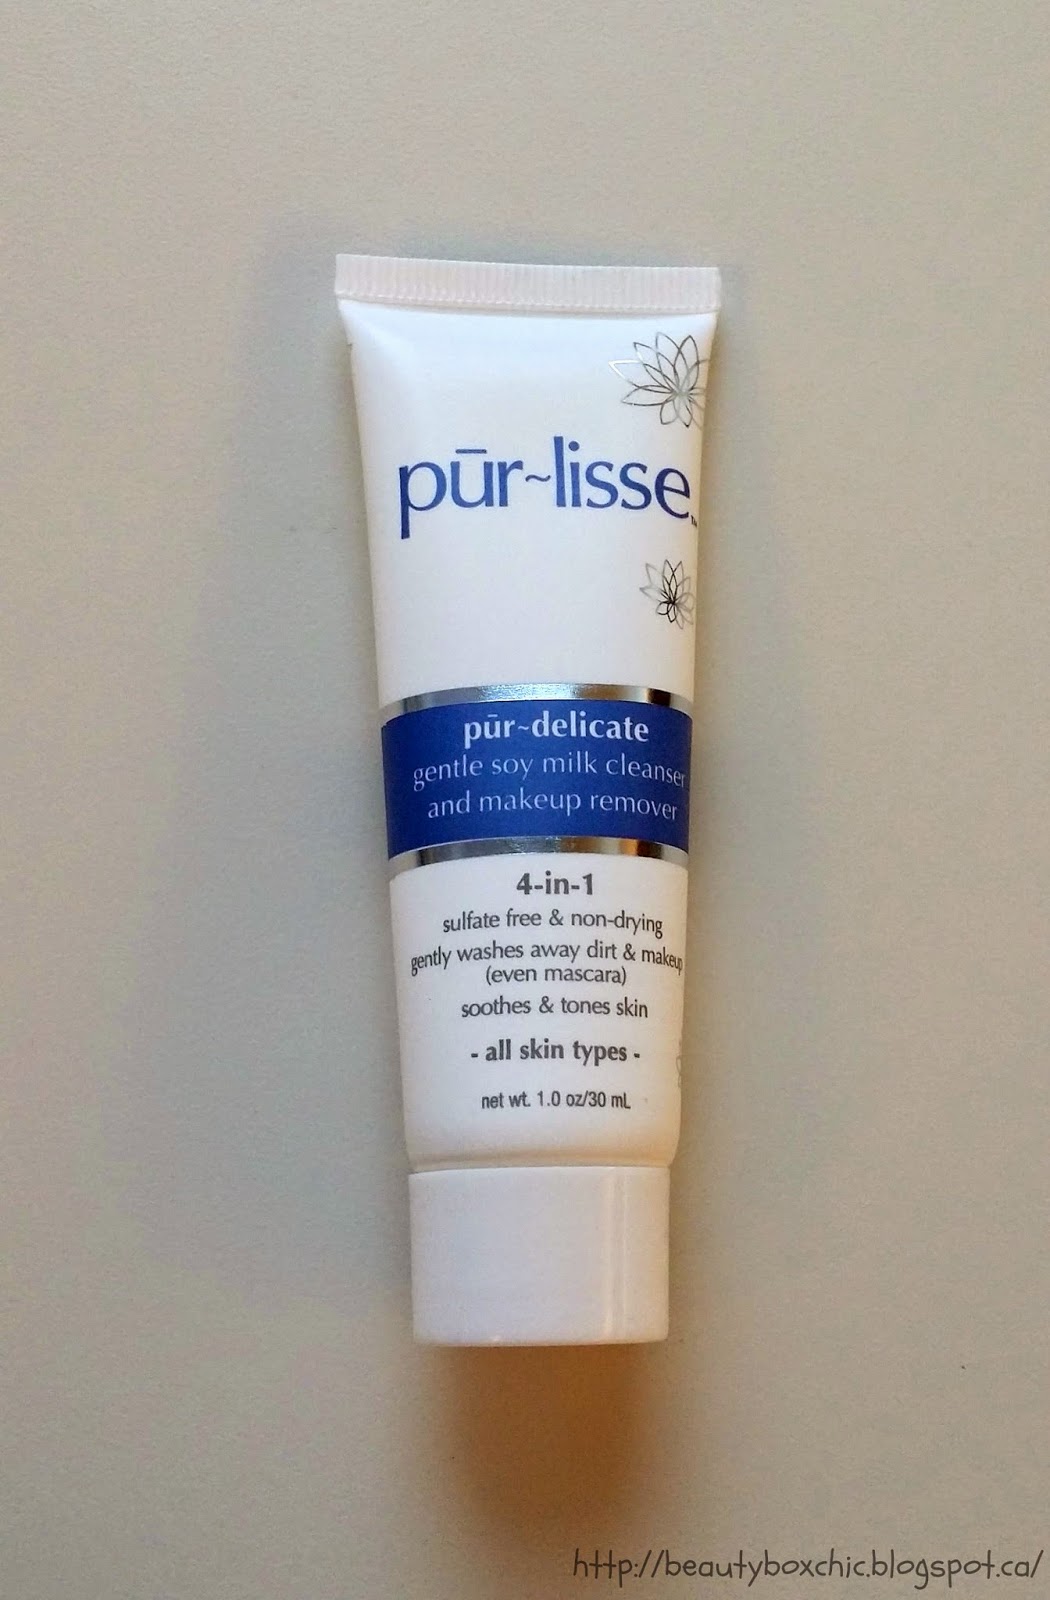 pūr~lisse™
pūr~delicate
gentle soy milk cleanser
and makeup remover
4-in-1
sulfate free & non-drying
gently washes away dirt & makeup
(even mascara)
soothes & tones skin
- all skin types -
net wt. 1.0 oz/30 mL
http://beautyboxchic.blogspot.ca/